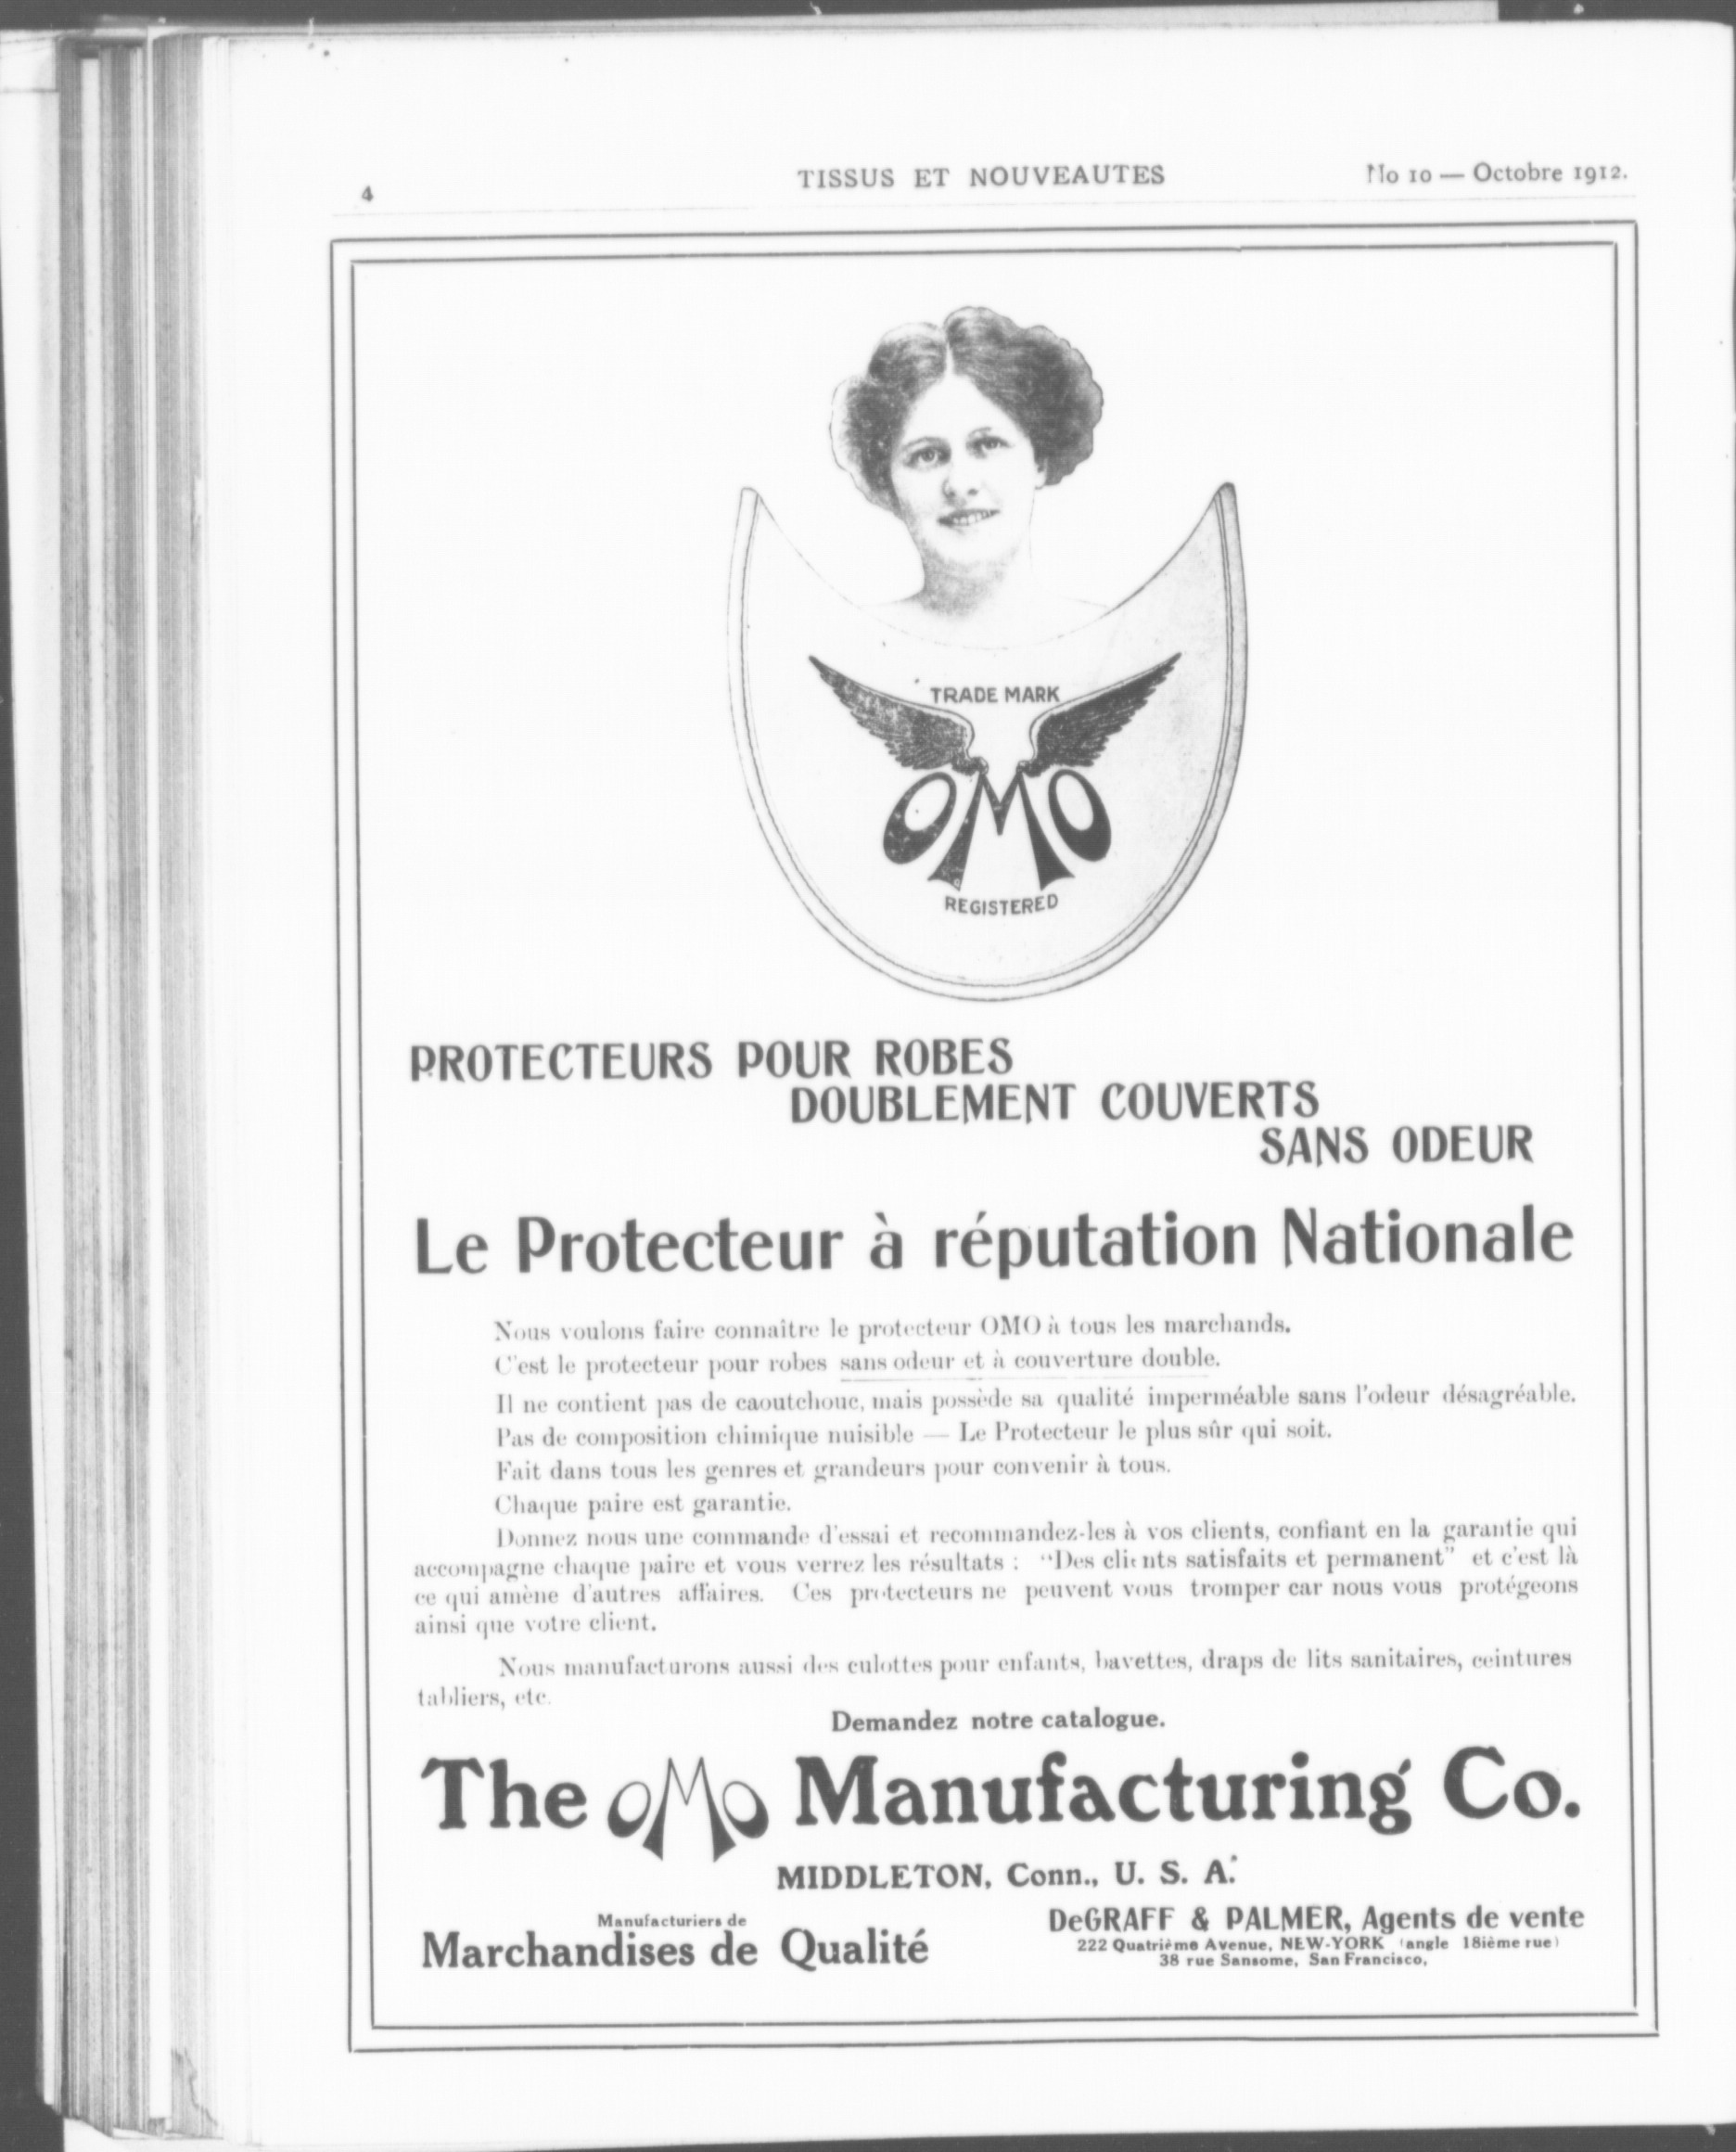 4
TISSUS ET NOUVEAUTES
No 10 — Octobre 1912.
TRADE MARK
OMO
REGISTERED
PROTECTEURS POUR ROBES
DOUBLEMENT COUVERTS
SANS ODEUR
Le Protecteur à réputation Nationale
Nous voulons faire connaitre le protecteur OMO à tous les marchands.
C'est le protecteur pour robes sans odeur et à couverture double.
Il ne contient pas de caoutchouc, mais possède sa qualité imperméable sans l'odeur désagréable.
Pas de composition chimique nuisible — Le Protecteur le plus sûr qui soit.
Fait dans tous les genres et grandeurs pour convenir à tous.
Chaque paire est garantie.
Donnez nous une commande d'essai et recommandez-les à vos clients, confiant en la garantie qui
accompagne chaque paire et vous verrez les résultats : "Des clients satisfaits et permanent" et c'est là
ce qui amène d'autres affaires. Ces protecteurs ne peuvent vous tromper car nous vous protégeons
ainsi que votre client.
Nous manufacturons aussi des culottes pour enfants, bavettes, draps de lits sanitaires, ceintures
tabliers, etc.
Demandez notre catalogue.
The OMO Manufacturing Co.
MIDDLETON, Conn., U. S. A.
Manufacturiers de
Marchandises de Qualité
DeGRAFF & PALMER, Agents de vente
222 Quatrième Avenue, NEW-YORK (angle 18ième rue)
38 rue Sansome, San Francisco,